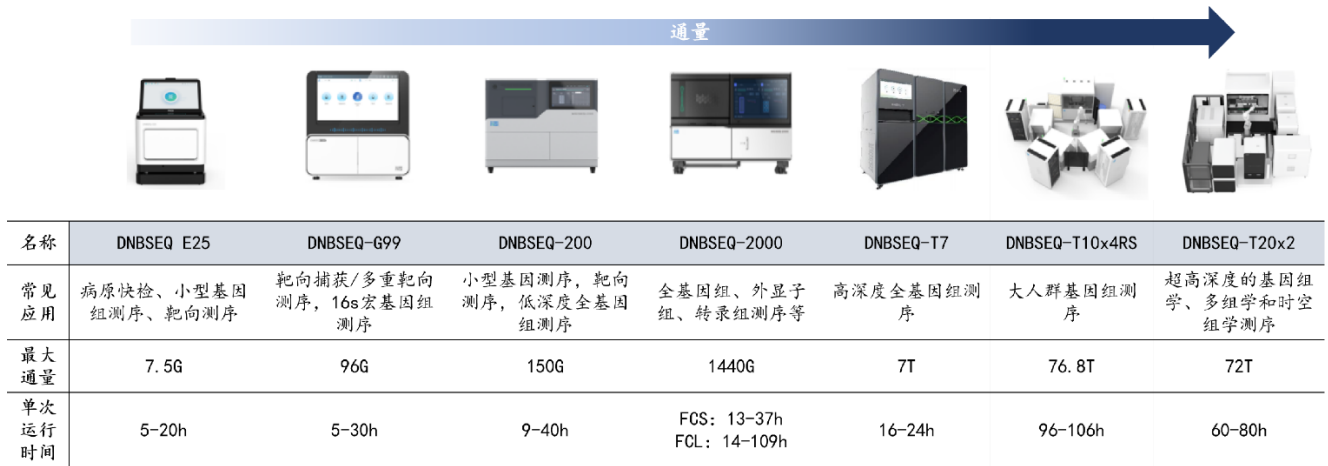 通量
名称 DNBSEQ E25 DNBSEQ-G99 DNBSEQ-200 DNBSEQ-2000 DNBSEQ-T7 DNBSEQ-T10x4RS DNBSEQ-T20x2
常见
应用
病原快检、小型基因
组测序、靶向测序
靶向捕获/多重靶向
测序，16s宏基因组
测序
小型基因测序，靶向
测序，低深度全基因
组测序
全基因组、外显子
组、转录组测序等
高深度全基因组测
序
大人群基因组测
序
超高深度的基因组
学、多组学和时空
组学测序
最大
通量
7.5G 96G 150G 1440G 7T 76.8T 72T
单次
运行
时间
5-20h 5-30h 9-40h
FCS: 13-37h
FCL: 14-109h
16-24h 96-106h 60-80h